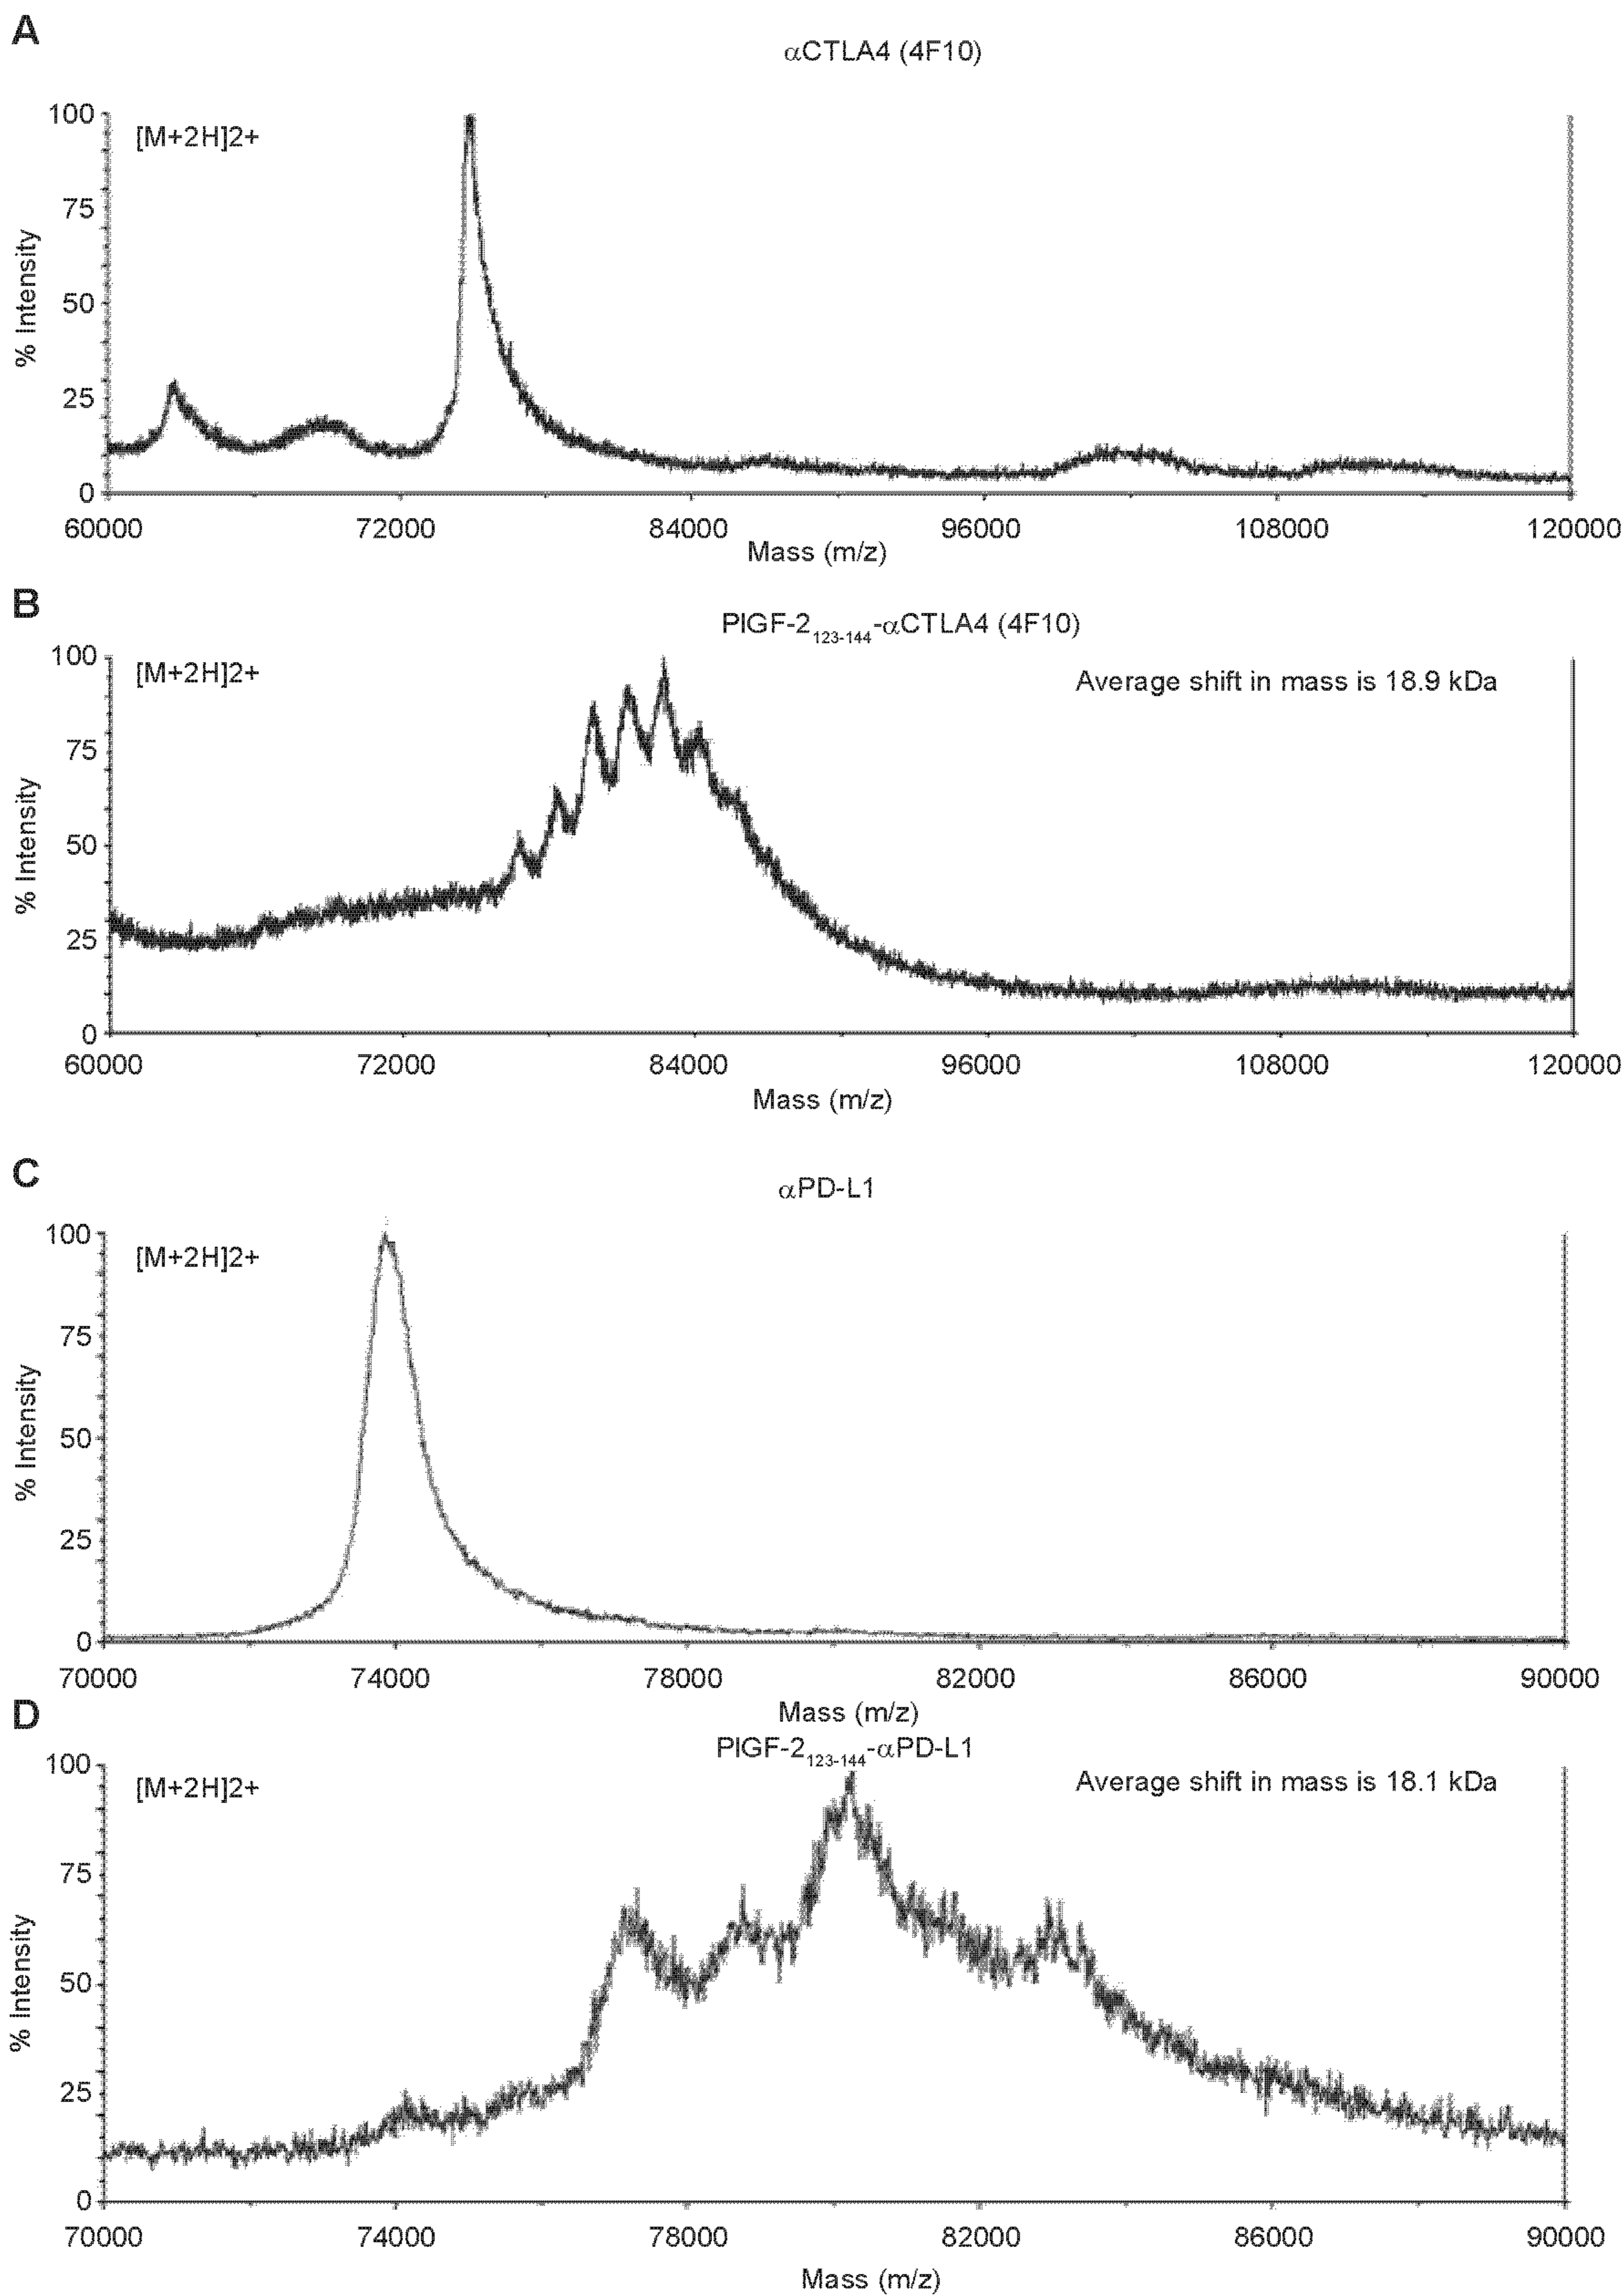 A
αCTLA4 (4F10)
[M+2H]2+
% Intensity
100
75
50
25
0
60000 72000 84000 96000 108000 120000
Mass (m/z)
B
PlGF-2123-144-αCTLA4 (4F10)
[M+2H]2+
Average shift in mass is 18.9 kDa
% Intensity
100
75
50
25
0
60000 72000 84000 96000 108000 120000
Mass (m/z)
C
αPD-L1
[M+2H]2+
% Intensity
100
75
50
25
0
70000 74000 78000 82000 86000 90000
Mass (m/z)
D
PlGF-2123-144-αPD-L1
[M+2H]2+
Average shift in mass is 18.1 kDa
% Intensity
100
75
50
25
0
70000 74000 78000 82000 86000 90000
Mass (m/z)